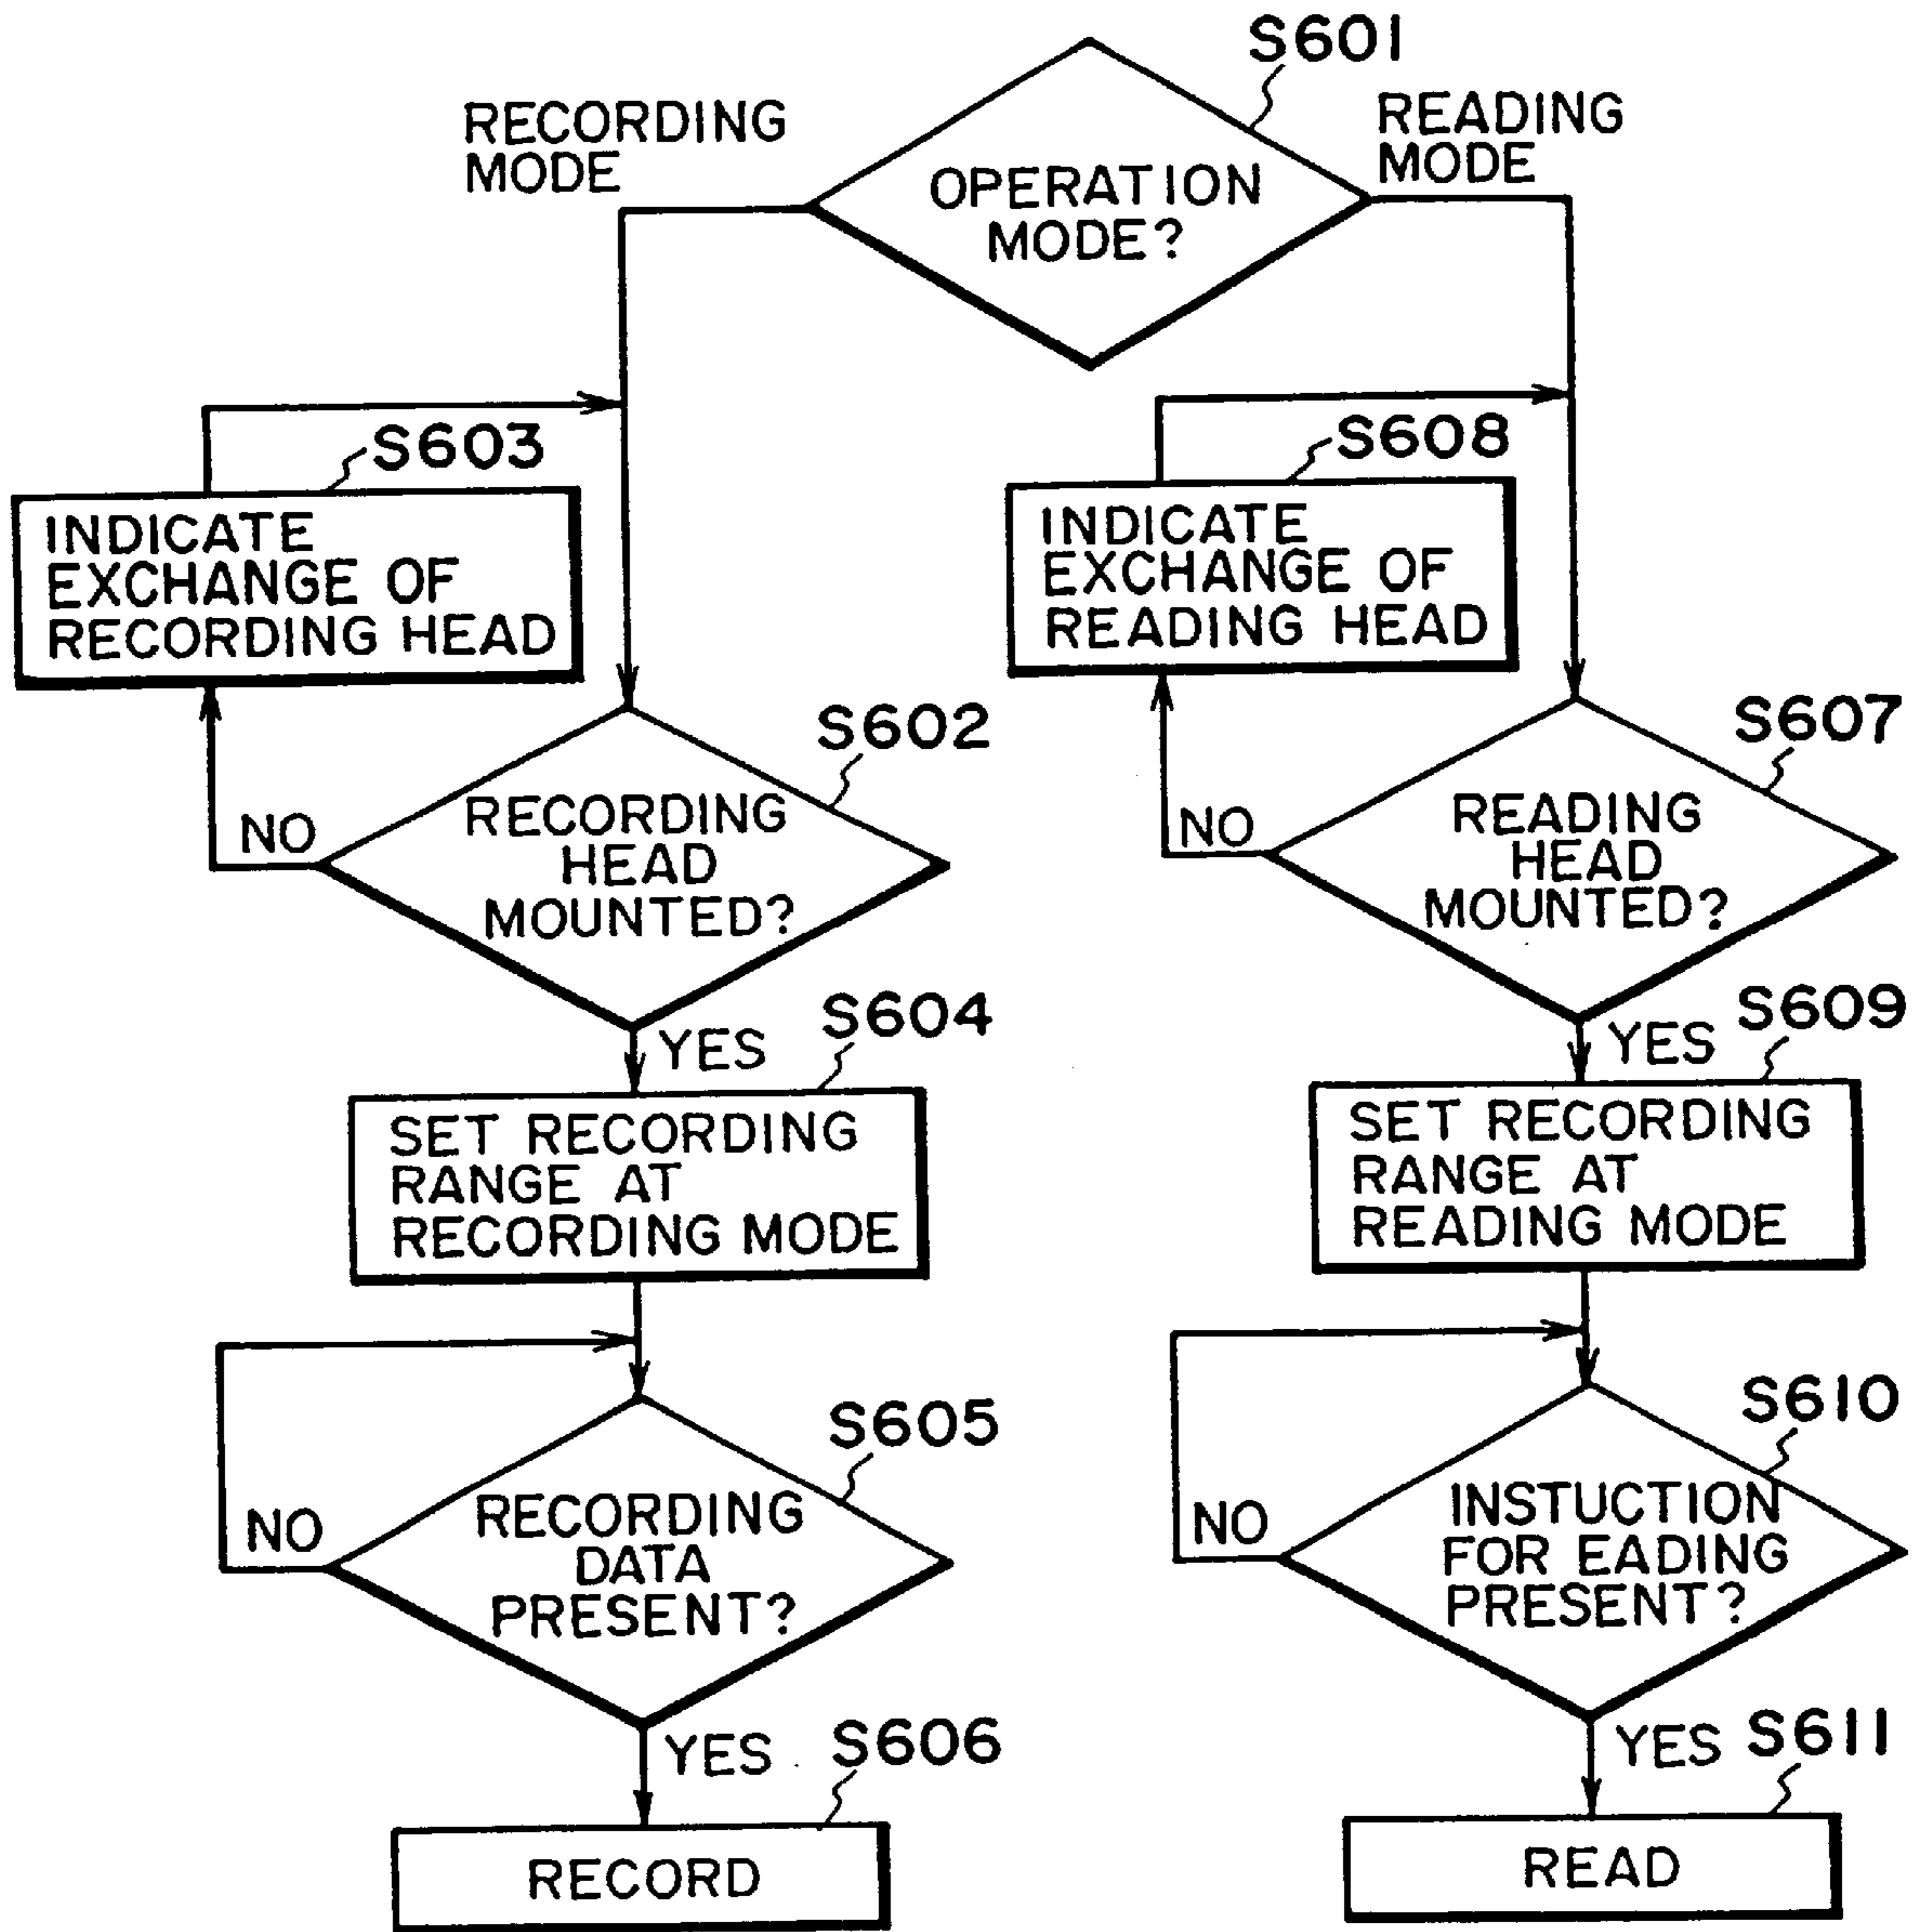 S601
RECORDING
MODE
READING
MODE
OPERATION
MODE?
S603
INDICATE
EXCHANGE OF
RECORDING HEAD
S608
INDICATE
EXCHANGE OF
READING HEAD
S602
NO
RECORDING
HEAD
MOUNTED?
S607
NO
READING
HEAD
MOUNTED?
YES
S604
SET RECORDING
RANGE AT
RECORDING MODE
YES
S609
SET RECORDING
RANGE AT
READING MODE
S605
NO
RECORDING
DATA
PRESENT?
S610
NO
INSTUCTION
FOR EADING
PRESENT?
YES
S606
RECORD
YES
S611
READ